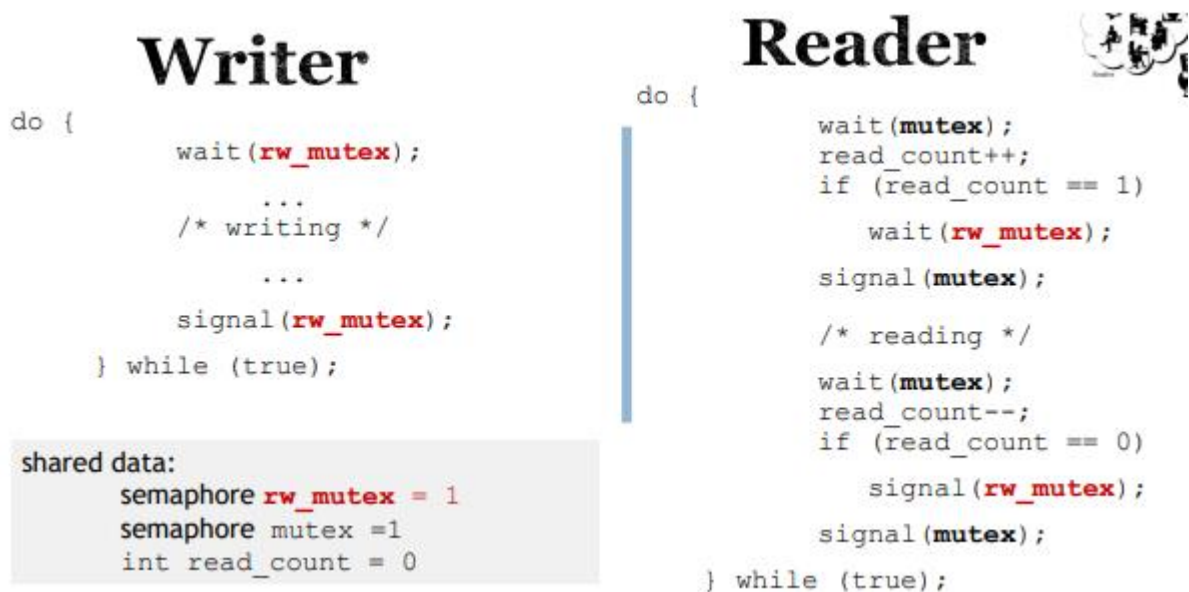 Writer
do {
wait(rw_mutex);
...
/* writing */
...
signal(rw_mutex);
} while (true);
shared data:
semaphore rw_mutex = 1
semaphore mutex =1
int read_count = 0
Reader
do {
wait(mutex);
read_count++;
if (read_count == 1)
wait(rw_mutex);
signal(mutex);
/* reading */
wait(mutex);
read_count--;
if (read_count == 0)
signal(rw_mutex);
signal(mutex);
} while (true);